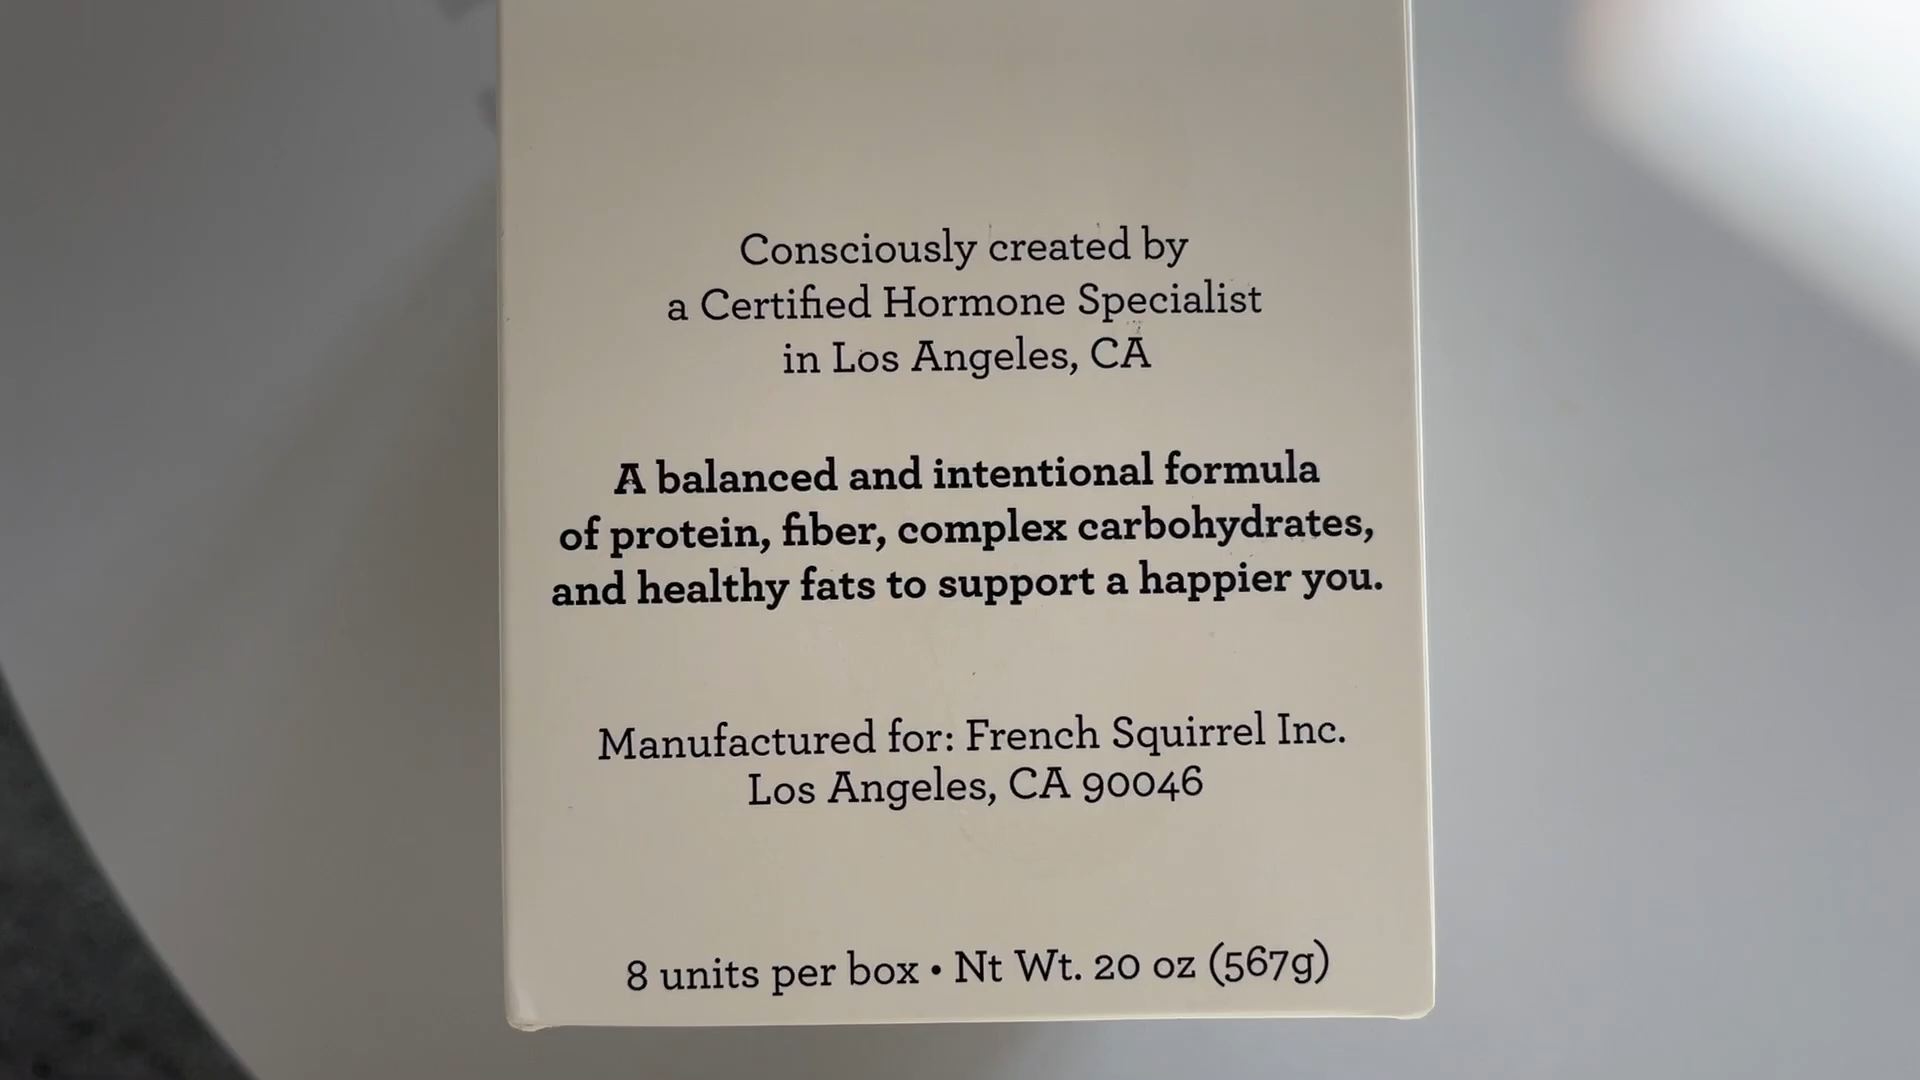 Consciously created by
a Certified Hormone Specialist
in Los Angeles, CA
A balanced and intentional formula
of protein, fiber, complex carbohydrates,
and healthy fats to support a happier you.
Manufactured for: French Squirrel Inc.
Los Angeles, CA 90046
8 units per box • Nt Wt. 20 oz (567g)